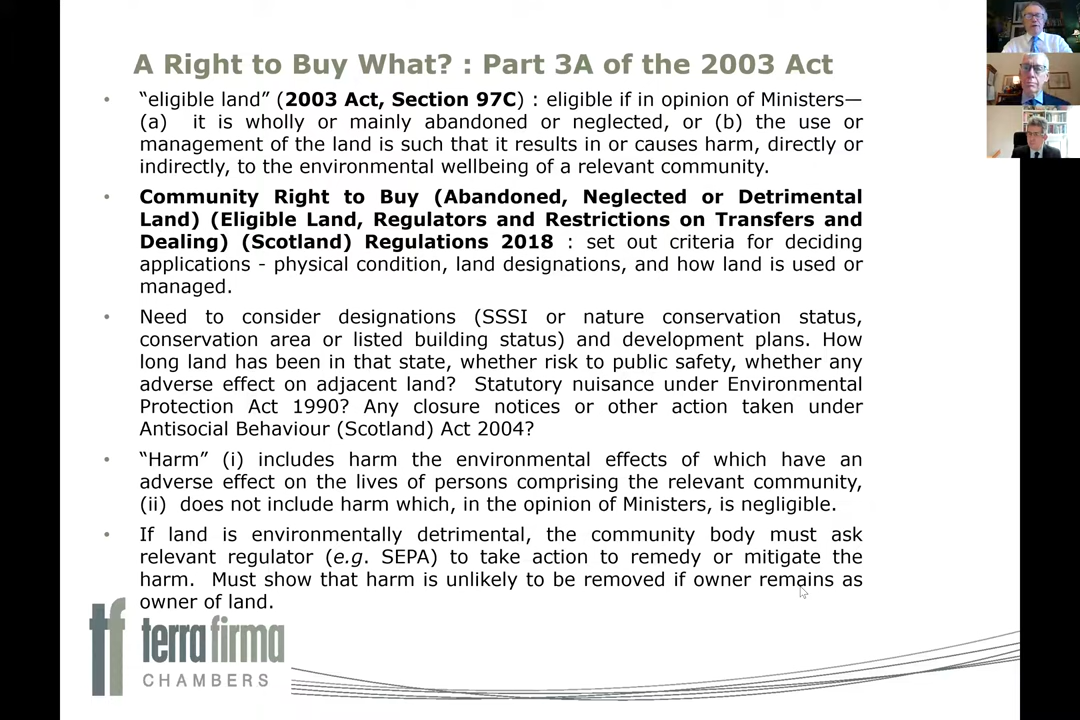 A Right to Buy What? : Part 3A of the 2003 Act
• “eligible land” (2003 Act, Section 97C) : eligible if in opinion of Ministers—
(a) it is wholly or mainly abandoned or neglected, or (b) the use or
management of the land is such that it results in or causes harm, directly or
indirectly, to the environmental wellbeing of a relevant community.
• Community Right to Buy (Abandoned, Neglected or Detrimental
Land) (Eligible Land, Regulators and Restrictions on Transfers and
Dealing) (Scotland) Regulations 2018 : set out criteria for deciding
applications - physical condition, land designations, and how land is used or
managed.
• Need to consider designations (SSSI or nature conservation status,
conservation area or listed building status) and development plans. How
long land has been in that state, whether risk to public safety, whether any
adverse effect on adjacent land? Statutory nuisance under Environmental
Protection Act 1990? Any closure notices or other action taken under
Antisocial Behaviour (Scotland) Act 2004?
• “Harm” (i) includes harm the environmental effects of which have an
adverse effect on the lives of persons comprising the relevant community,
(ii) does not include harm which, in the opinion of Ministers, is negligible.
• If land is environmentally detrimental, the community body must ask
relevant regulator (e.g. SEPA) to take action to remedy or mitigate the
harm. Must show that harm is unlikely to be removed if owner remains as
owner of land.
tf terra firma
CHAMBERS